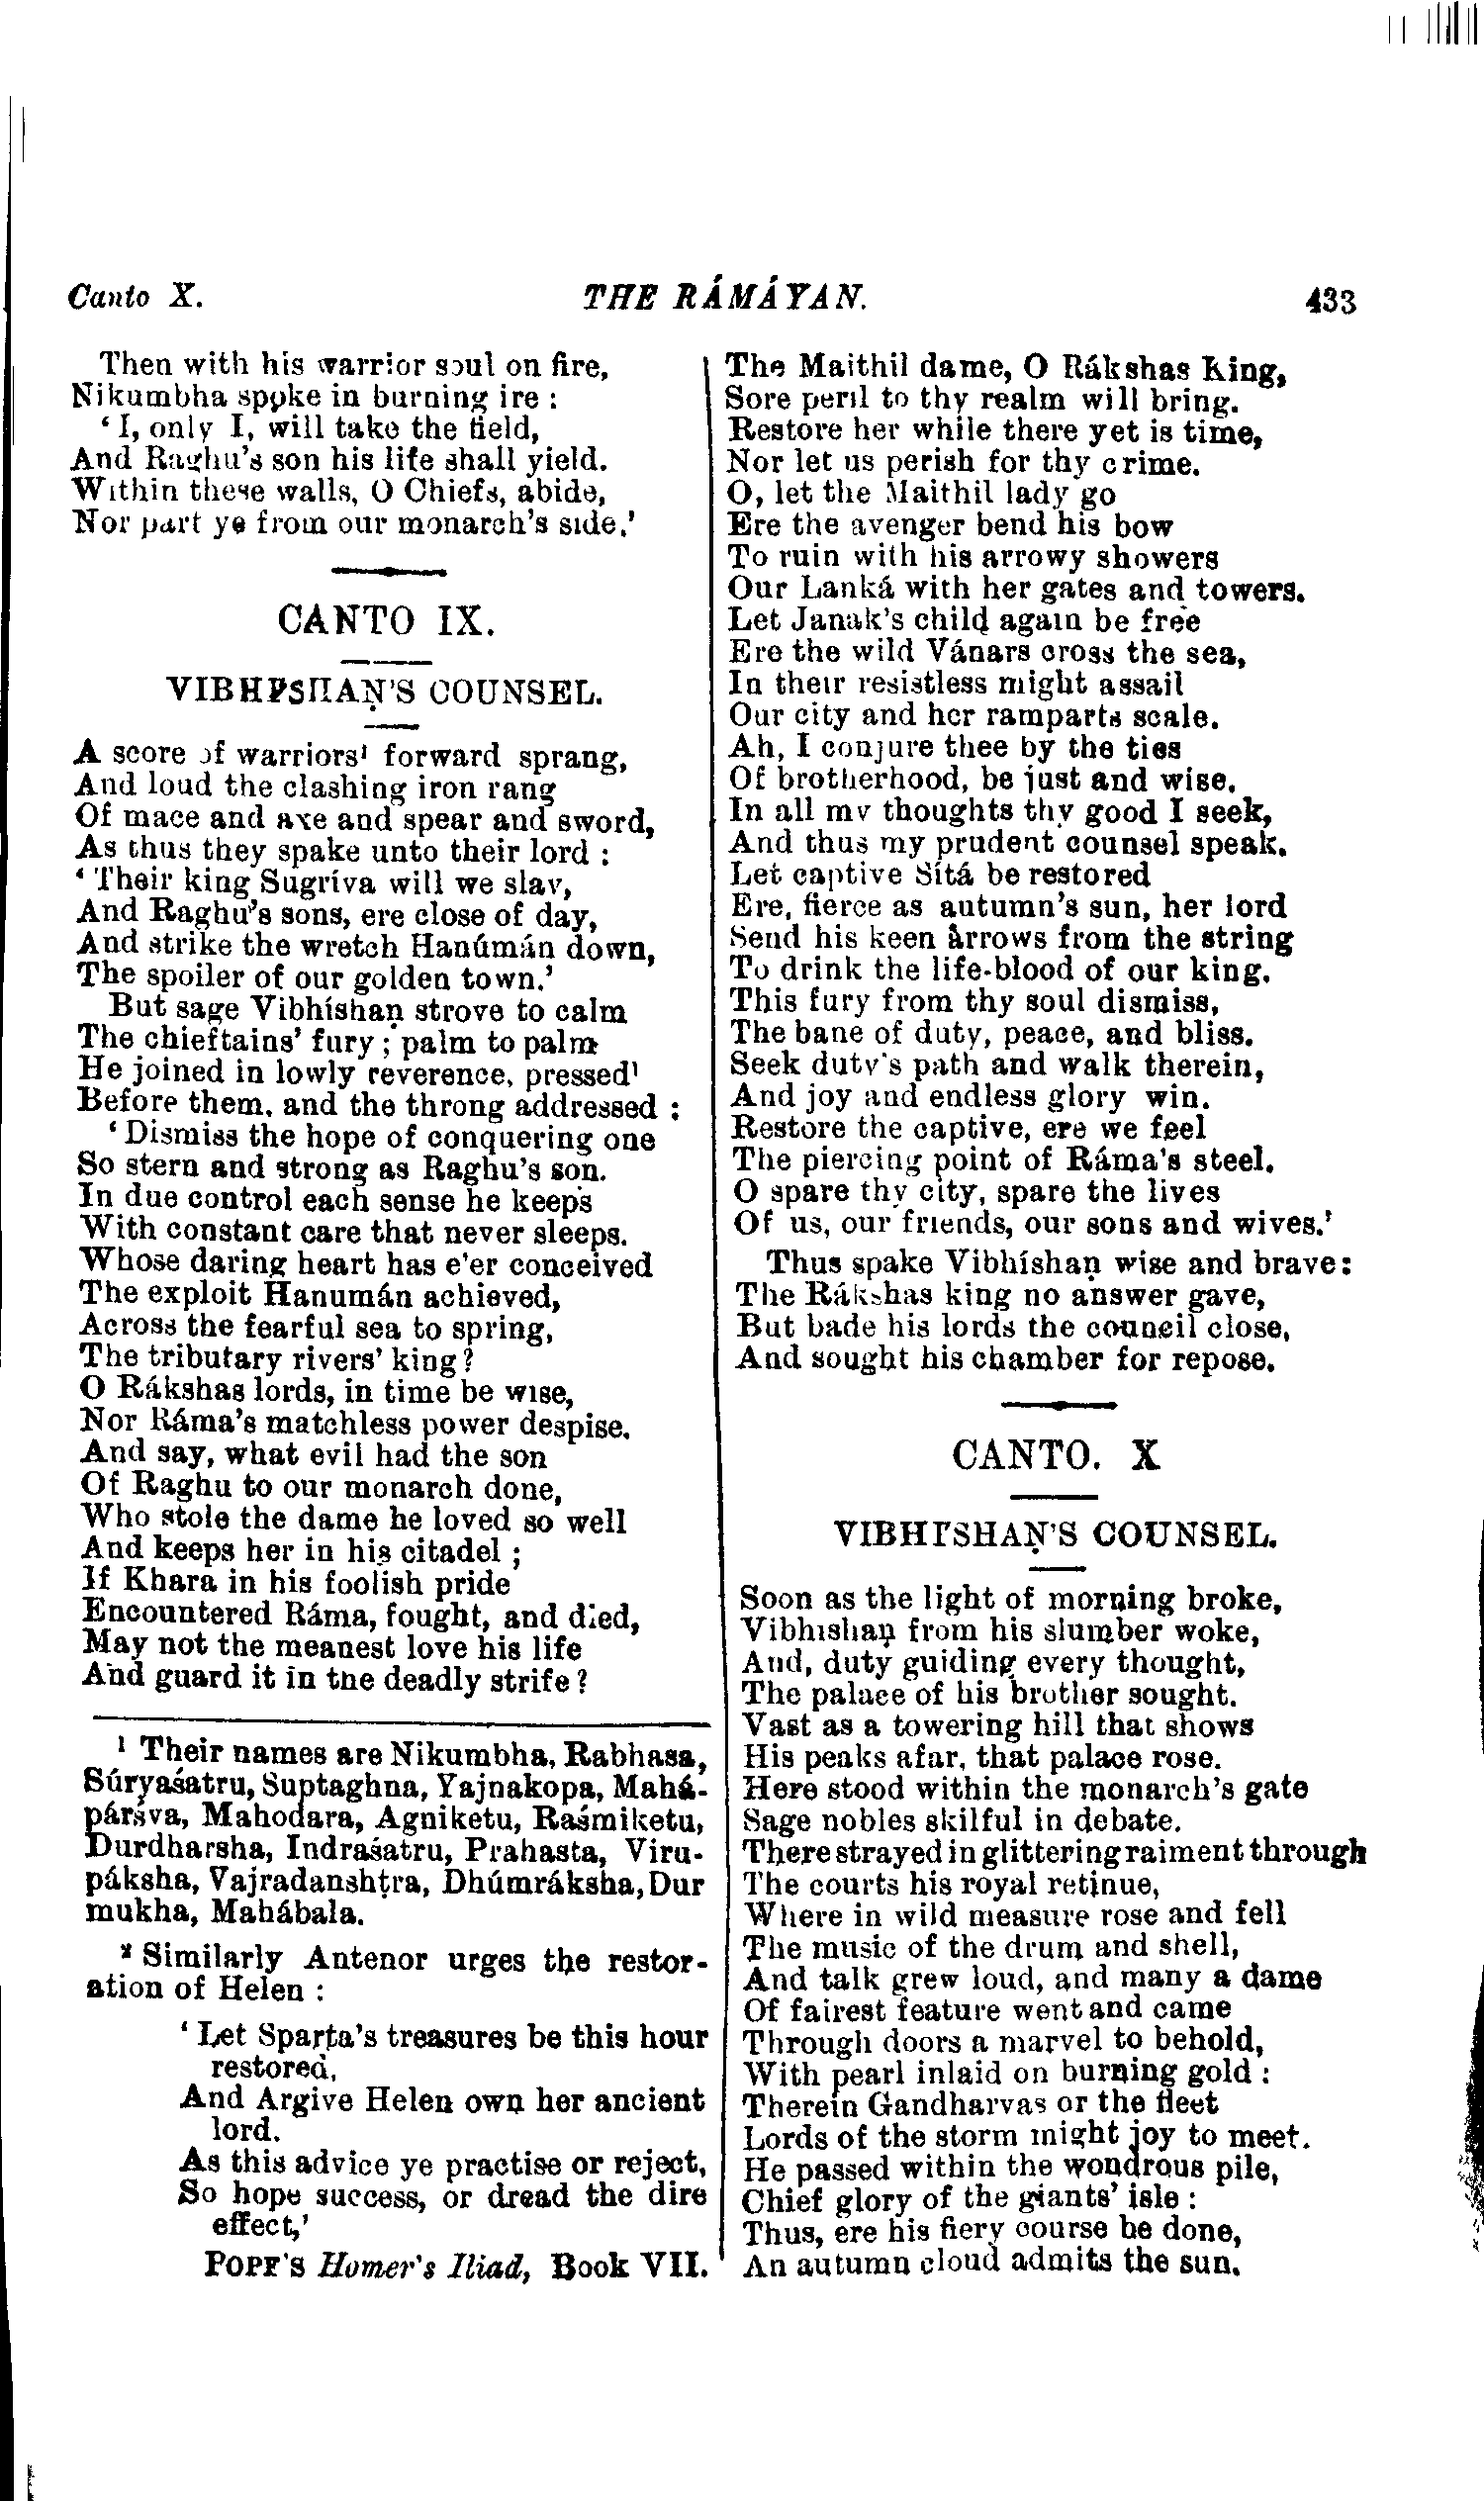 Canto X.
THE RÁMÁYAN.
433
Then with his warrior soul on fire,
Nikumbha sppke in burning ire :
‘ I, only I, will take the field,
And Raghu's son his life shall yield.
Within these walls, O Chiefs, abide,
Nor part ye from our monarch's side.’
CANTO IX.
VIBHÍSHAṆ'S COUNSEL.
A score of warriors¹ forward sprang,
And loud the clashing iron rang
Of mace and axe and spear and sword,
As thus they spake unto their lord :
‘ Their king Sugríva will we slay,
And Raghu's sons, ere close of day,
And strike the wretch Hanúmán down,
The spoiler of our golden town.’
But sage Vibhíshaṇ strove to calm
The chieftains' fury ; palm to palm
He joined in lowly reverence, pressed¹
Before them, and the throng addressed :
‘ Dismiss the hope of conquering one
So stern and strong as Raghu's son.
In due control each sense he keeps
With constant care that never sleeps.
Whose daring heart has e'er conceived
The exploit Hanumán achieved,
Across the fearful sea to spring,
The tributary rivers' king?
O Rákshas lords, in time be wise,
Nor Ráma's matchless power despise.
And say, what evil had the son
Of Raghu to our monarch done,
Who stole the dame he loved so well
And keeps her in his citadel ;
If Khara in his foolish pride
Encountered Ráma, fought, and died,
May not the meanest love his life
And guard it in the deadly strife ?
¹ Their names are Nikumbha, Rabhasa,
Súryaśatru, Suptaghna, Yajnakopa, Mahá-
párśva, Mahodara, Agniketu, Raśmiketu,
Durdharsha, Indraśatru, Prahasta, Viru-
páksha, Vajradanshṭra, Dhúmráksha, Dur
mukha, Mahábala.
² Similarly Antenor urges the restor-
ation of Helen :
‘ Let Sparta's treasures be this hour
restored,
And Argive Helen own her ancient
lord.
As this advice ye practise or reject,
So hope success, or dread the dire
effect,’
POPE'S Homer's Iliad, Book VII.
The Maithil dame, O Rákshas King,
Sore peril to thy realm will bring.
Restore her while there yet is time,
Nor let us perish for thy crime.
O, let the Maithil lady go
Ere the avenger bend his bow
To ruin with his arrowy showers
Our Lanká with her gates and towers.
Let Janak's child again be free
Ere the wild Vánars cross the sea,
In their resistless might assail
Our city and her ramparts scale.
Ah, I conjure thee by the ties
Of brotherhood, be just and wise.
In all my thoughts thy good I seek,
And thus my prudent counsel speak.
Let captive Sítá be restored
Ere, fierce as autumn's sun, her lord
Send his keen arrows from the string
To drink the life-blood of our king.
This fury from thy soul dismiss,
The bane of duty, peace, and bliss.
Seek duty's path and walk therein,
And joy and endless glory win.
Restore the captive, ere we feel
The piercing point of Ráma's steel.
O spare thy city, spare the lives
Of us, our friends, our sons and wives.’
Thus spake Vibhíshaṇ wise and brave:
The Rákshas king no answer gave,
But bade his lords the council close,
And sought his chamber for repose.
CANTO. X
VIBHÍSHAṆ'S COUNSEL.
Soon as the light of morning broke,
Vibhishaṇ from his slumber woke,
And, duty guiding every thought,
The palace of his brother sought.
Vast as a towering hill that shows
His peaks afar, that palace rose.
Here stood within the monarch's gate
Sage nobles skilful in debate.
There strayed in glittering raiment through
The courts his royal retinue,
Where in wild measure rose and fell
The music of the drum and shell,
And talk grew loud, and many a dame
Of fairest feature went and came
Through doors a marvel to behold,
With pearl inlaid on burning gold :
Therein Gandharvas or the fleet
Lords of the storm might joy to meet.
He passed within the wondrous pile,
Chief glory of the giants' isle :
Thus, ere his fiery course be done,
An autumn cloud admits the sun.